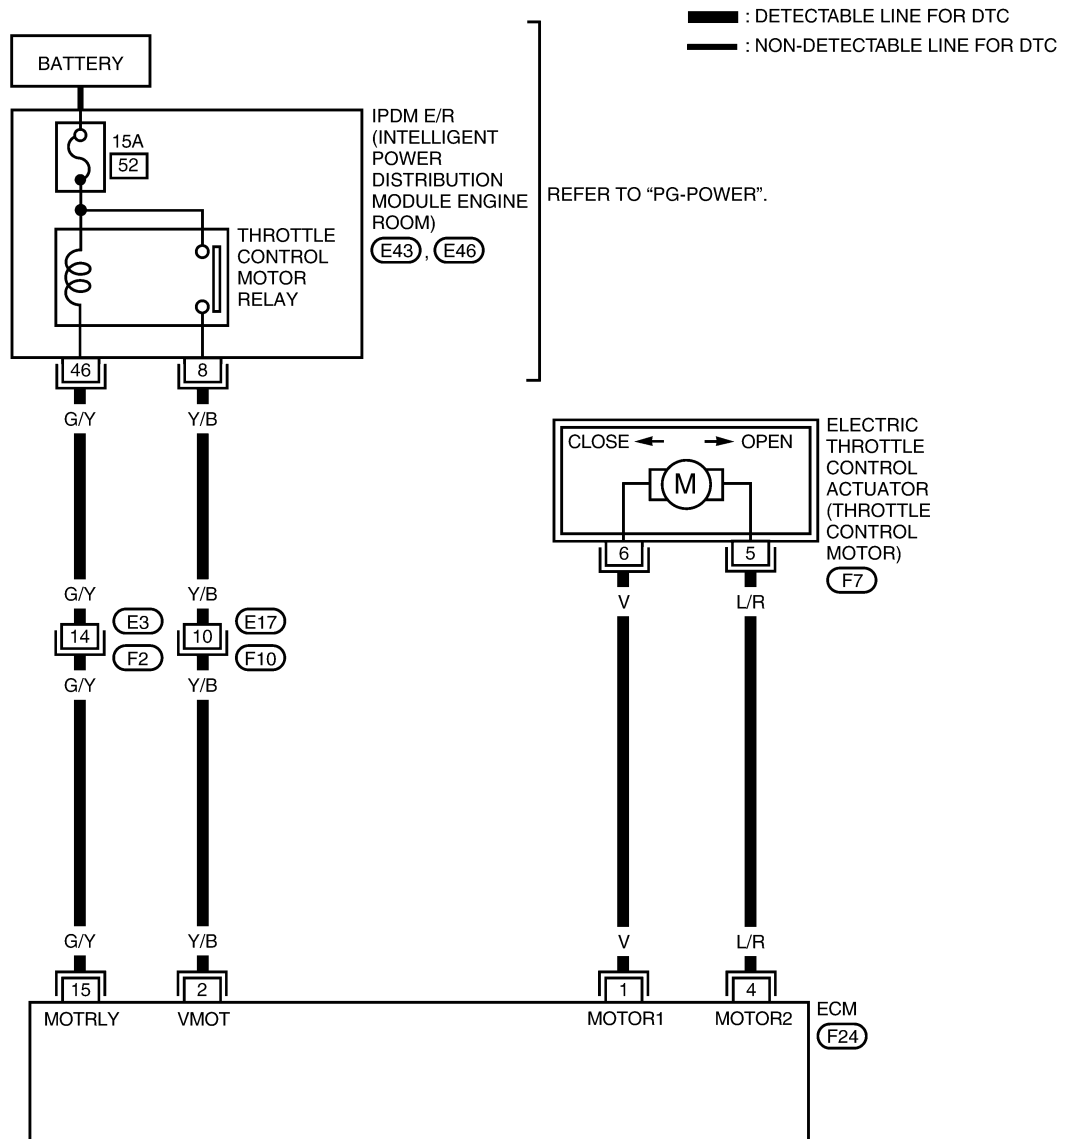 : DETECTABLE LINE FOR DTC
: NON-DETECTABLE LINE FOR DTC
BATTERY
15A
52
IPDM E/R
(INTELLIGENT
POWER
DISTRIBUTION
MODULE ENGINE
ROOM)
E43 , E46
REFER TO “PG-POWER”.
THROTTLE
CONTROL
MOTOR
RELAY
46 8
G/Y Y/B
CLOSE OPEN
M
ELECTRIC
THROTTLE
CONTROL
ACTUATOR
(THROTTLE
CONTROL
MOTOR)
F7
6 5
V L/R
G/Y Y/B
14 E3 10 E17
F2 F10
G/Y Y/B
G/Y Y/B V L/R
15 2 1 4
MOTRLY VMOT MOTOR1 MOTOR2
ECM
F24